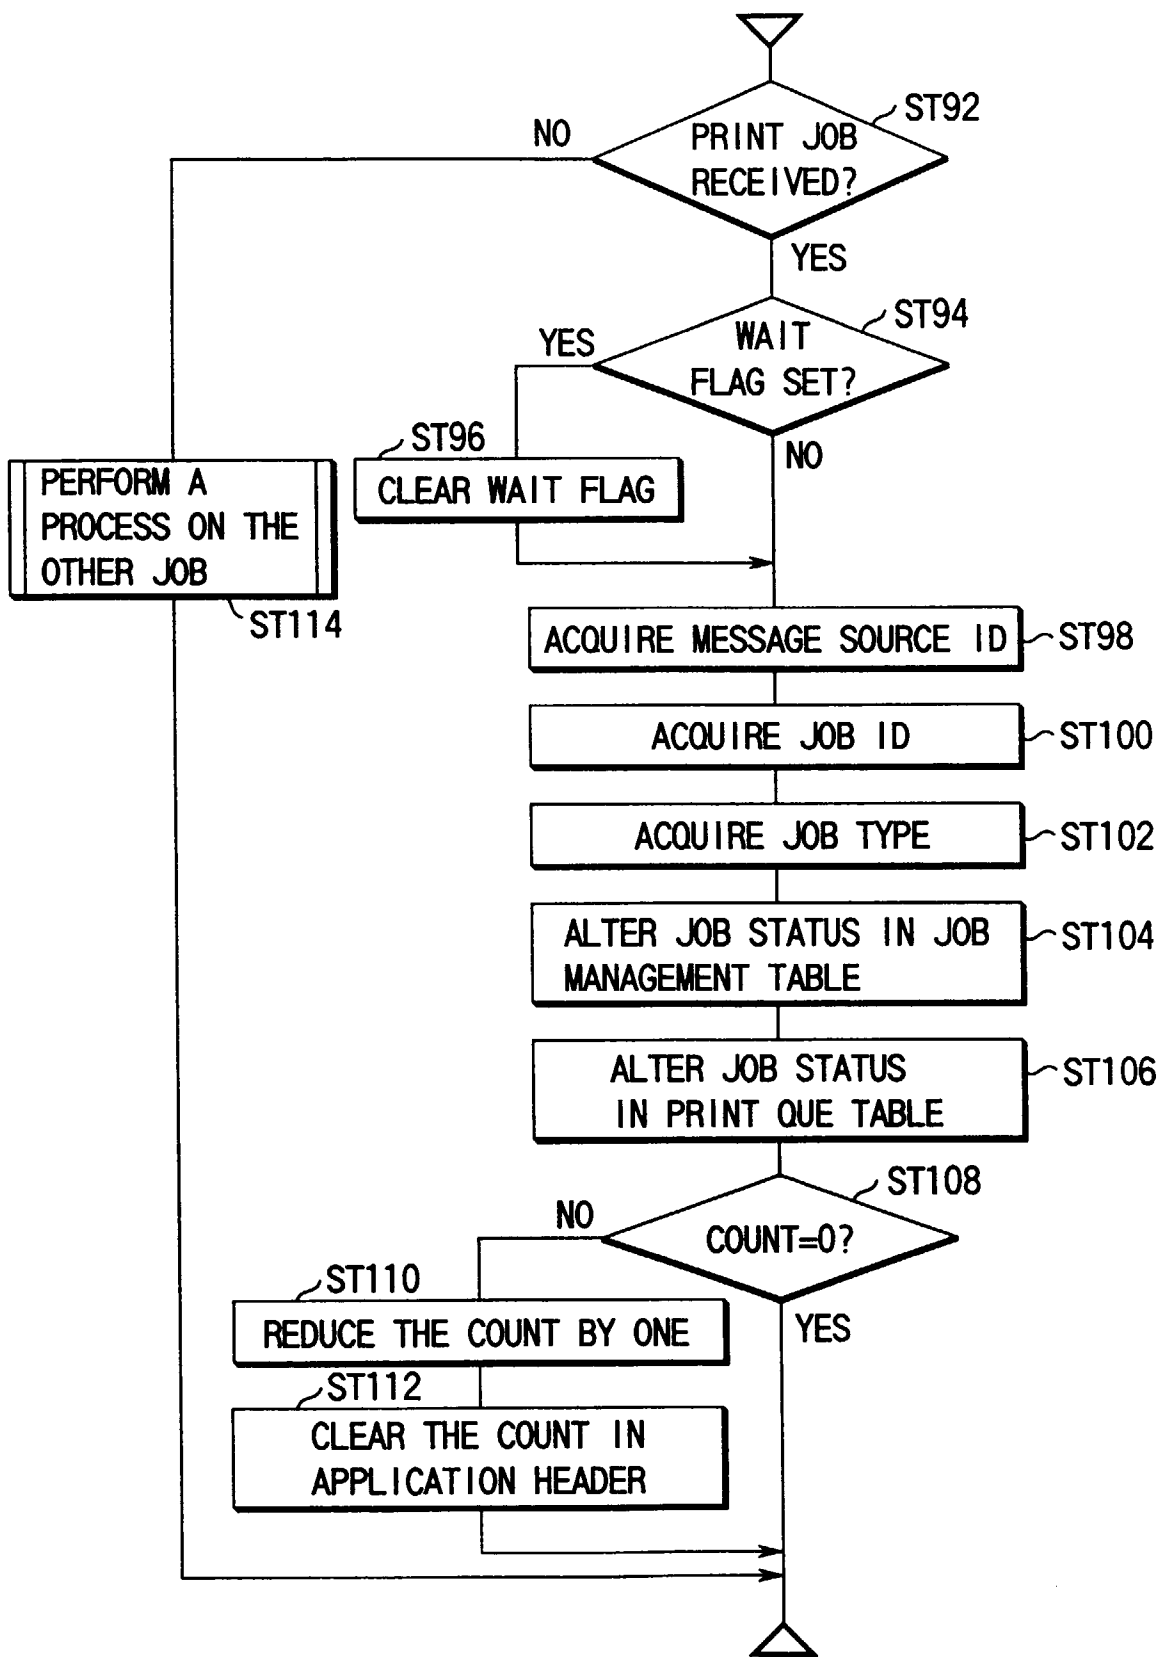 ST92
PRINT JOB
RECEIVED?
NO
YES
ST94
WAIT
FLAG SET?
YES
NO
ST96
CLEAR WAIT FLAG
PERFORM A
PROCESS ON THE
OTHER JOB
ST114
ACQUIRE MESSAGE SOURCE ID
ST98
ACQUIRE JOB ID
ST100
ACQUIRE JOB TYPE
ST102
ALTER JOB STATUS IN JOB
MANAGEMENT TABLE
ST104
ALTER JOB STATUS
IN PRINT QUE TABLE
ST106
ST108
COUNT=0?
NO
YES
ST110
REDUCE THE COUNT BY ONE
ST112
CLEAR THE COUNT IN
APPLICATION HEADER